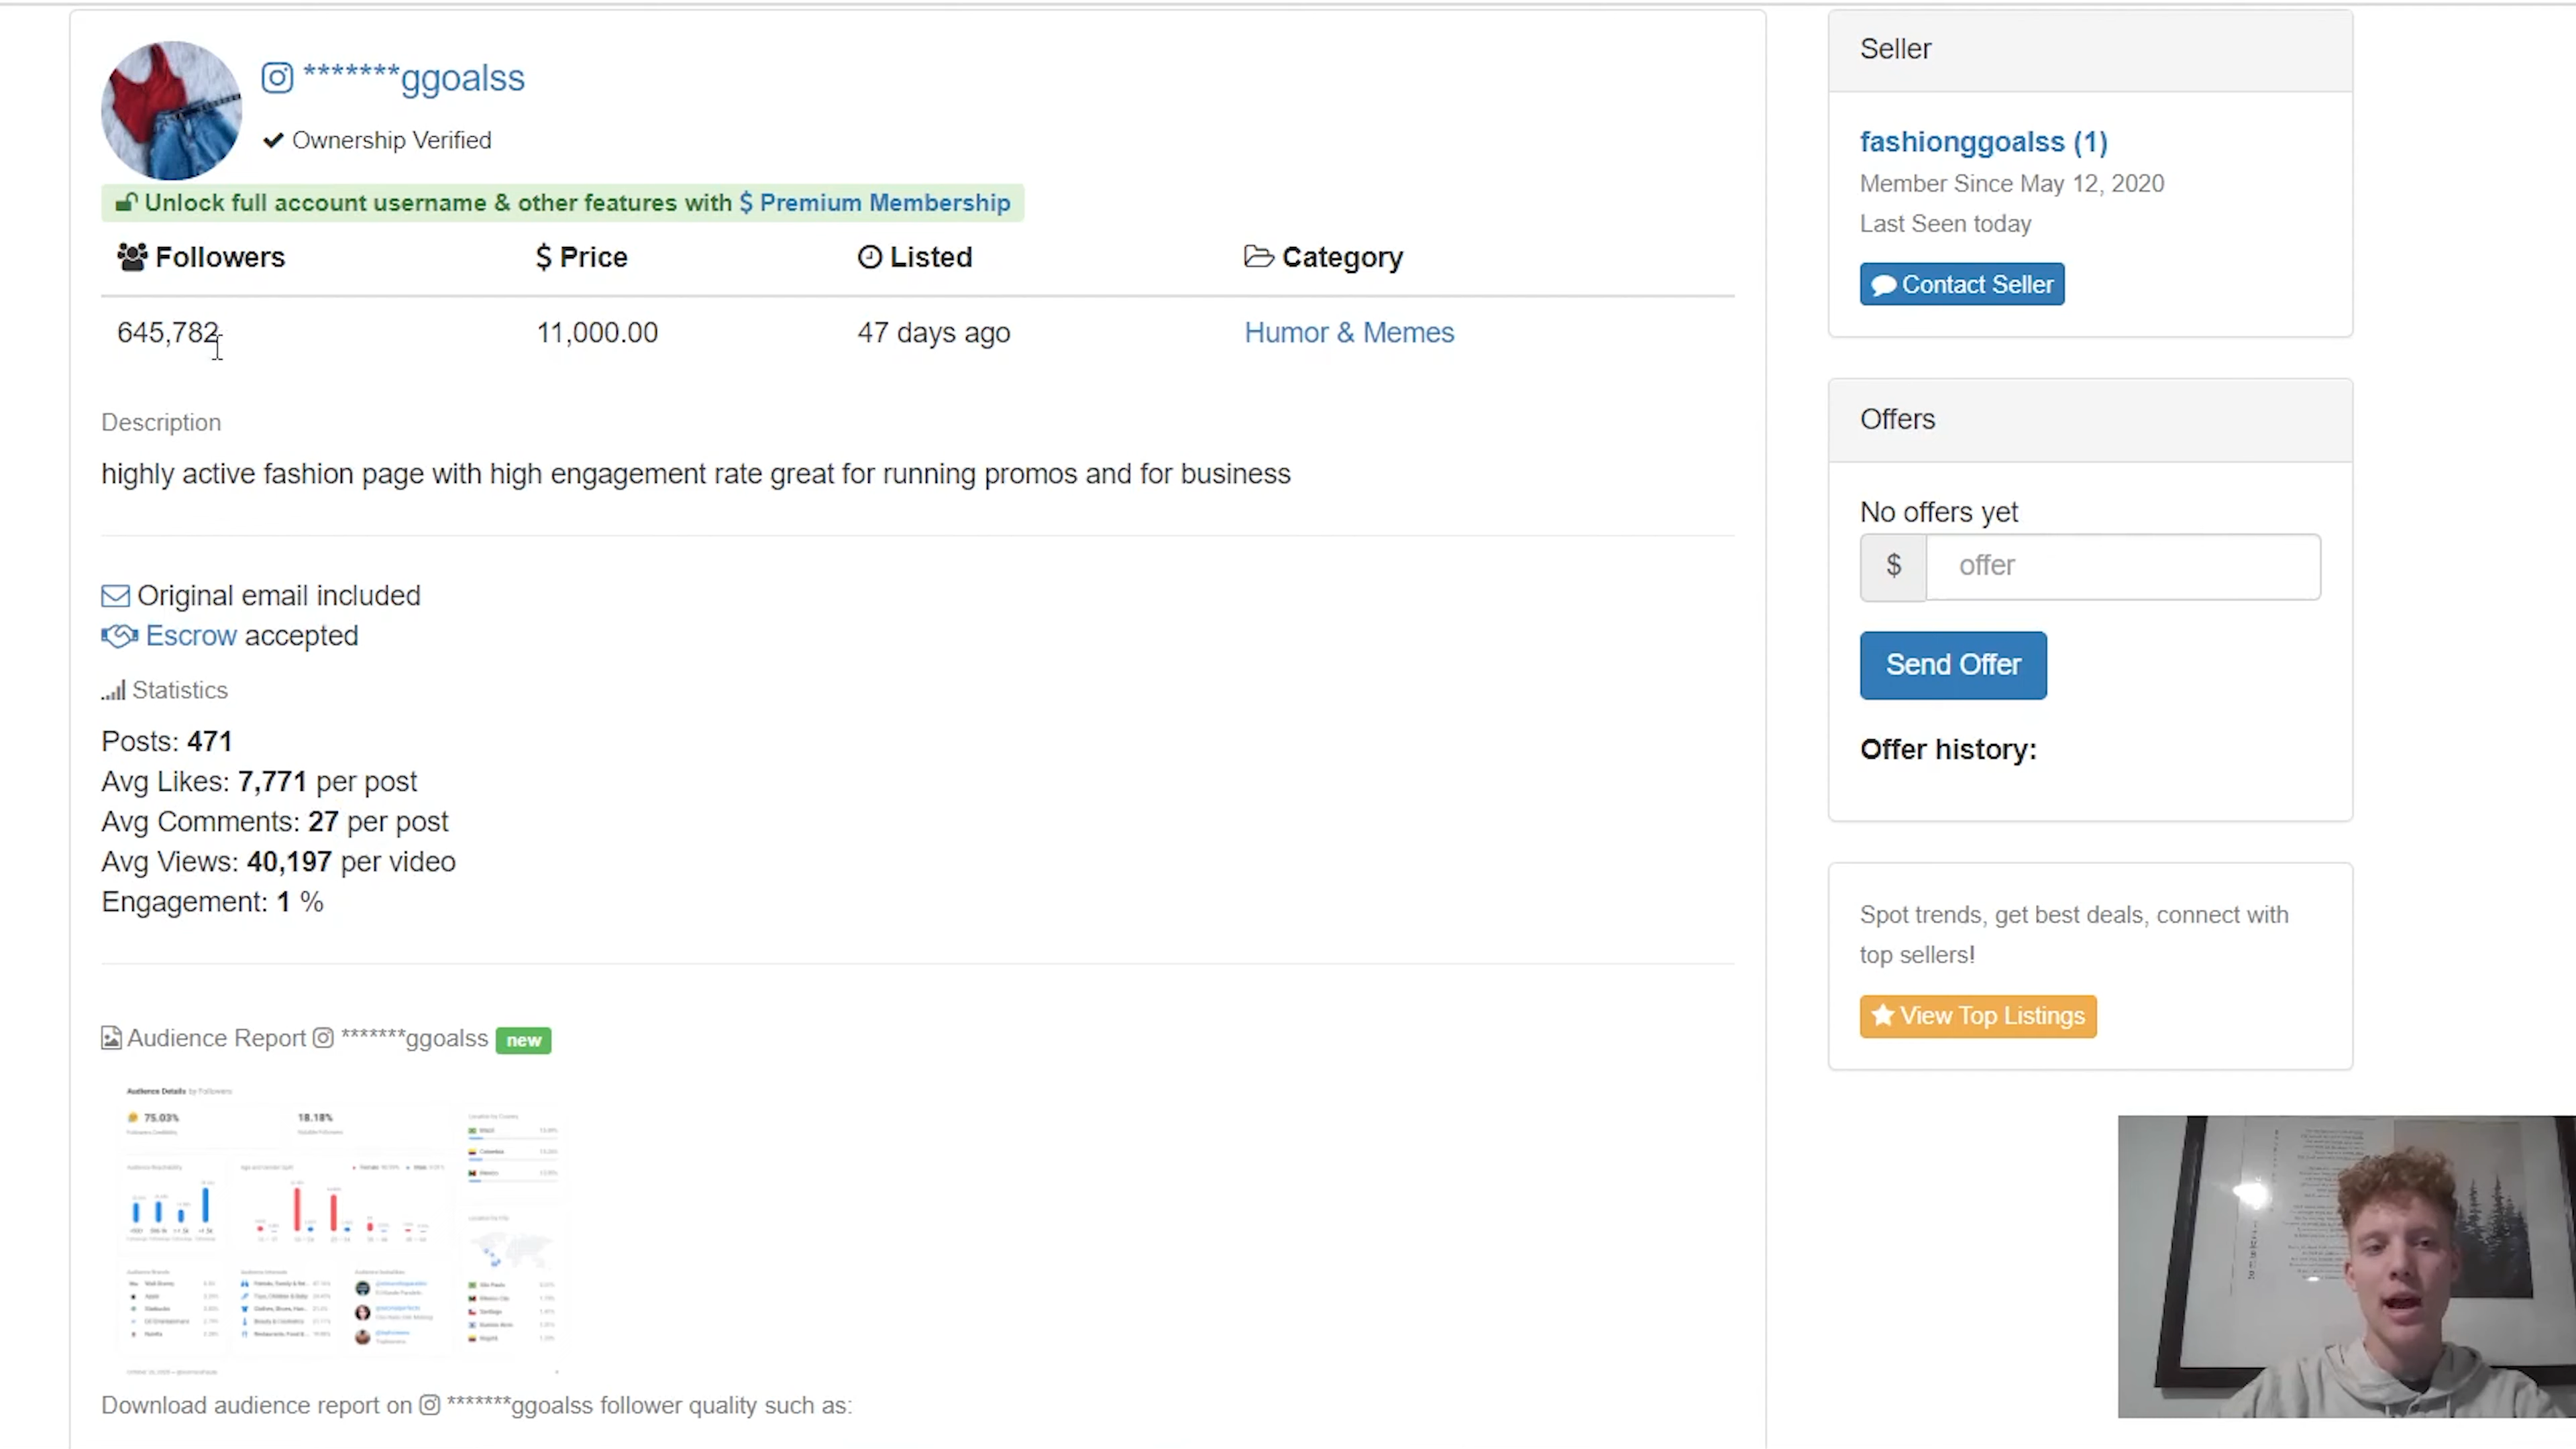 *******ggoalss
Ownership Verified
Unlock full account username & other features with $ Premium Membership
Followers $ Price Listed Category
645,782 11,000.00 47 days ago Humor & Memes
Description
highly active fashion page with high engagement rate great for running promos and for business
Original email included
Escrow accepted
Statistics
Posts: 471
Avg Likes: 7,771 per post
Avg Comments: 27 per post
Avg Views: 40,197 per video
Engagement: 1 %
Audience Report *******ggoalss new
Audience Details by Followers
75.03% 18.18%
Download audience report on *******ggoalss follower quality such as:
Seller
fashionggoalss (1)
Member Since May 12, 2020
Last Seen today
Contact Seller
Offers
No offers yet
$ offer
Send Offer
Offer history:
Spot trends, get best deals, connect with
top sellers!
View Top Listings